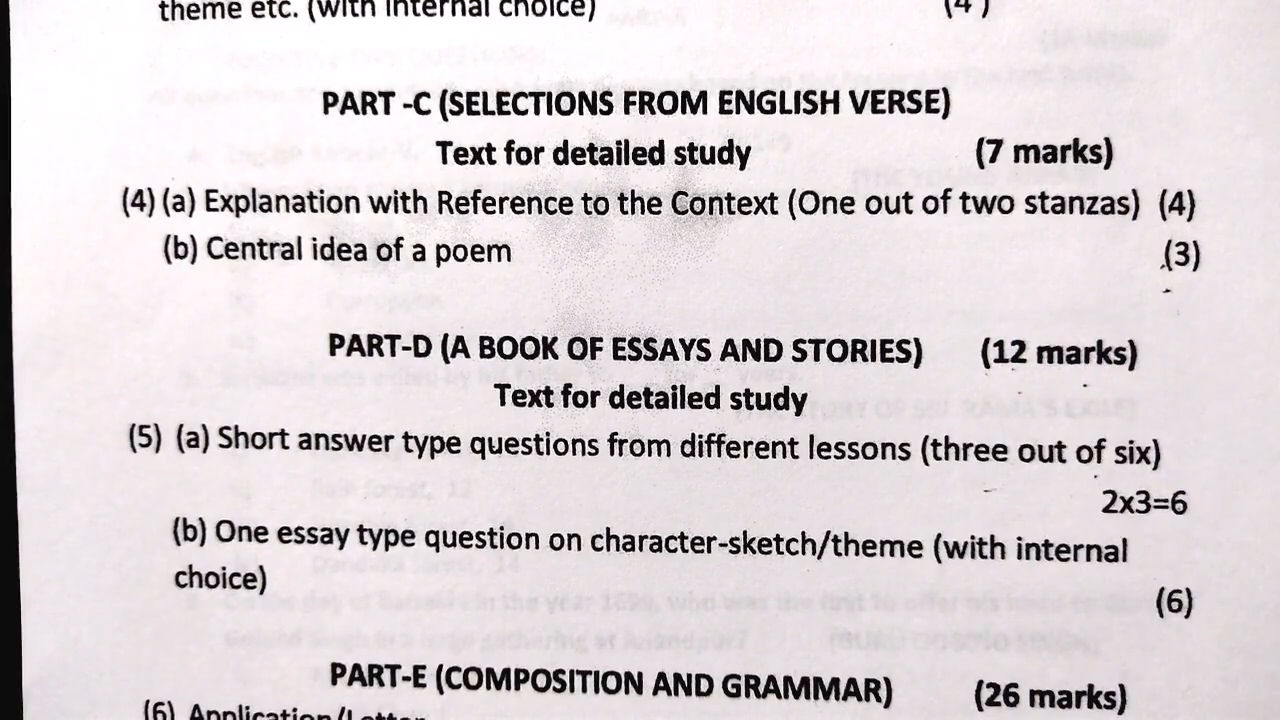 theme etc. (with internal choice) (4)
PART -C (SELECTIONS FROM ENGLISH VERSE)
Text for detailed study (7 marks)
(4) (a) Explanation with Reference to the Context (One out of two stanzas) (4)
(b) Central idea of a poem (3)
PART-D (A BOOK OF ESSAYS AND STORIES) (12 marks)
Text for detailed study
(5) (a) Short answer type questions from different lessons (three out of six)
2x3=6
(b) One essay type question on character-sketch/theme (with internal
choice)
(6)
PART-E (COMPOSITION AND GRAMMAR) (26 marks)
(6) Application/Letter